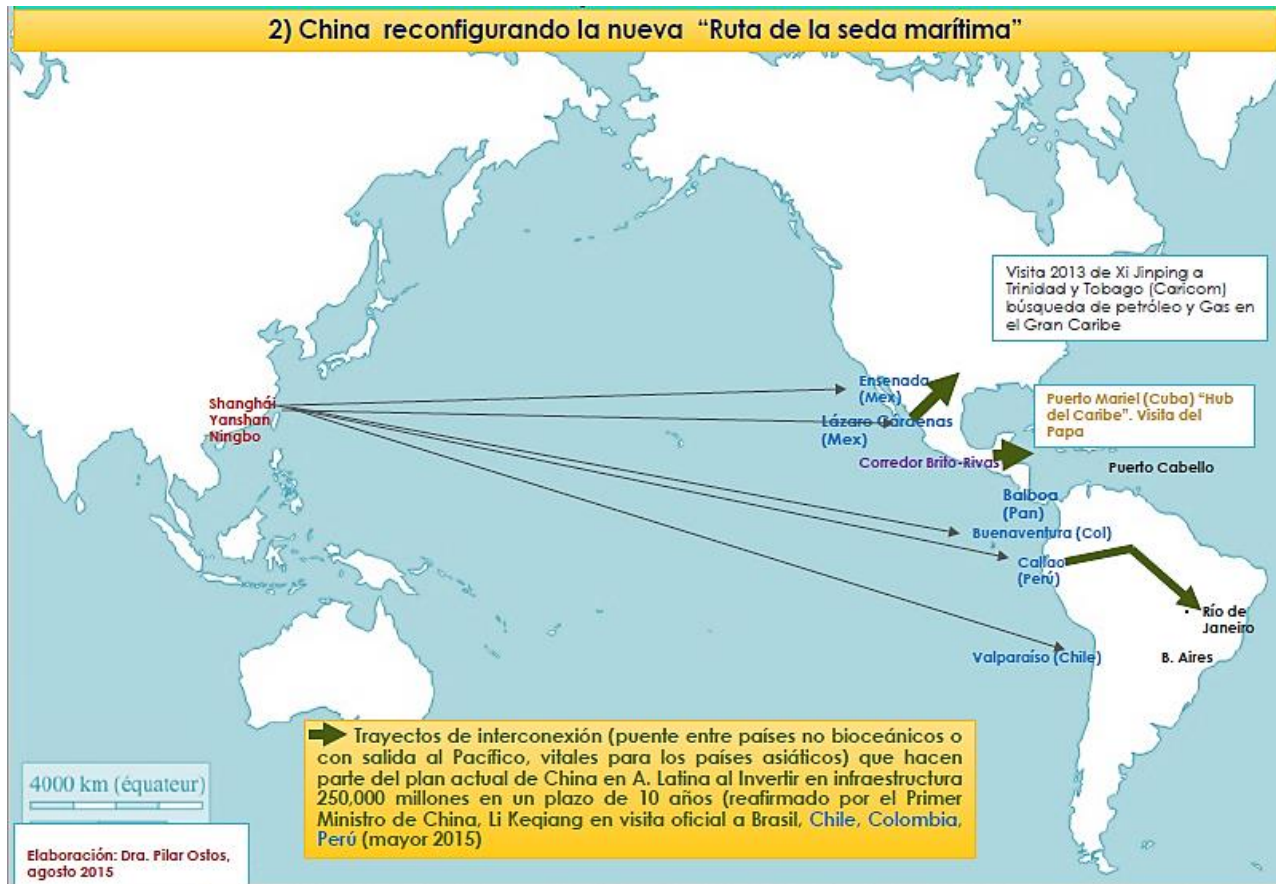 2) China reconfigurando la nueva “Ruta de la seda marítima”
Visita 2013 de Xi Jinping a
Trinidad y Tobago (Caricom)
búsqueda de petróleo y Gas en
el Gran Caribe
Ensenada
(Mex)
Shanghái
Yanshan
Ningbo
Puerto Mariel (Cuba) “Hub
del Caribe”. Visita del
Papa
Lázaro Cárdenas
(Mex)
Corredor Brito-Rivas
Puerto Cabello
Balboa
(Pan)
Buenaventura (Col)
Callao
(Perú)
Río de
Janeiro
Valparaíso (Chile)
B. Aires
Trayectos de interconexión (puente entre países no bioceánicos o
con salida al Pacífico, vitales para los países asiáticos) que hacen
parte del plan actual de China en A. Latina al Invertir en infraestructura
250,000 millones en un plazo de 10 años (reafirmado por el Primer
Ministro de China, Li Keqiang en visita oficial a Brasil, Chile, Colombia,
Perú (mayor 2015)
4000 km (équateur)
Elaboración: Dra. Pilar Ostos,
agosto 2015